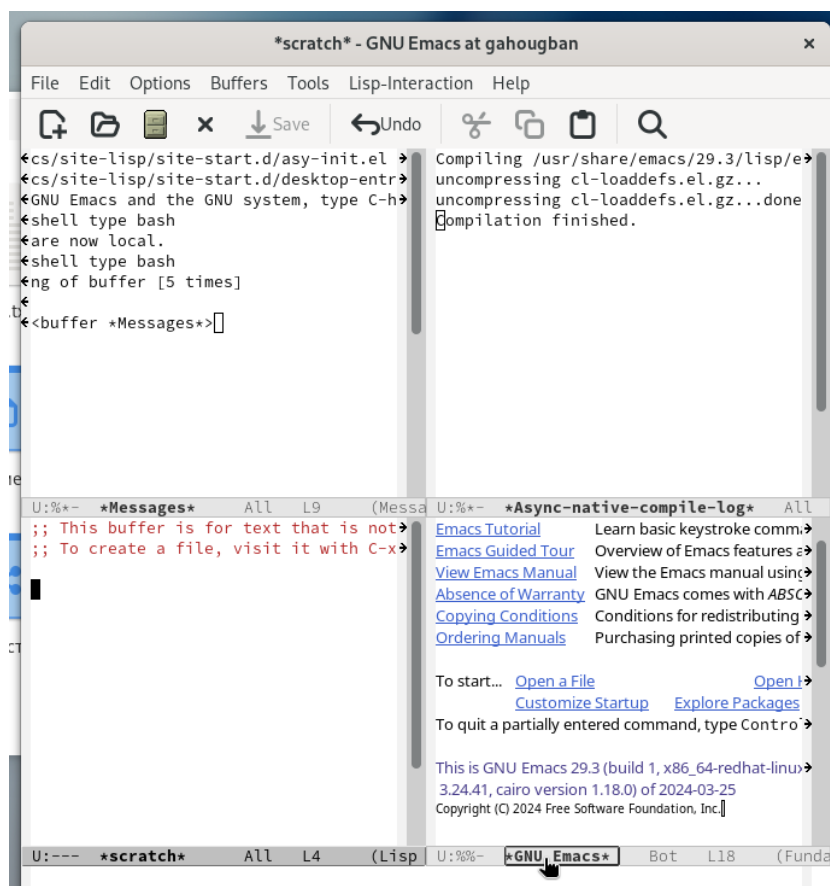 *scratch* - GNU Emacs at gahougban
File Edit Options Buffers Tools Lisp-Interaction Help
Save Undo
cs/site-lisp/site-start.d/asy-init.el
cs/site-lisp/site-start.d/desktop-entr
GNU Emacs and the GNU system, type C-h
shell type bash
are now local.
shell type bash
ng of buffer [5 times]
<buffer *Messages*>
U:%*- *Messages* All L9 (Messa
Compiling /usr/share/emacs/29.3/lisp/e
uncompressing cl-loaddefs.el.gz...
uncompressing cl-loaddefs.el.gz...done
Compilation finished.
U:%*- *Async-native-compile-log* All
;; This buffer is for text that is not
;; To create a file, visit it with C-x
U:--- *scratch* All L4 (Lisp
Emacs Tutorial Learn basic keystroke comm
Emacs Guided Tour Overview of Emacs features a
View Emacs Manual View the Emacs manual using
Absence of Warranty GNU Emacs comes with ABSO
Copying Conditions Conditions for redistributing
Ordering Manuals Purchasing printed copies of
To start... Open a File Open
Customize Startup Explore Packages
To quit a partially entered command, type Contro
This is GNU Emacs 29.3 (build 1, x86_64-redhat-linux
3.24.41, cairo version 1.18.0) of 2024-03-25
Copyright (C) 2024 Free Software Foundation, Inc.
U:%%- *GNU Emacs* Bot L18 (Funda